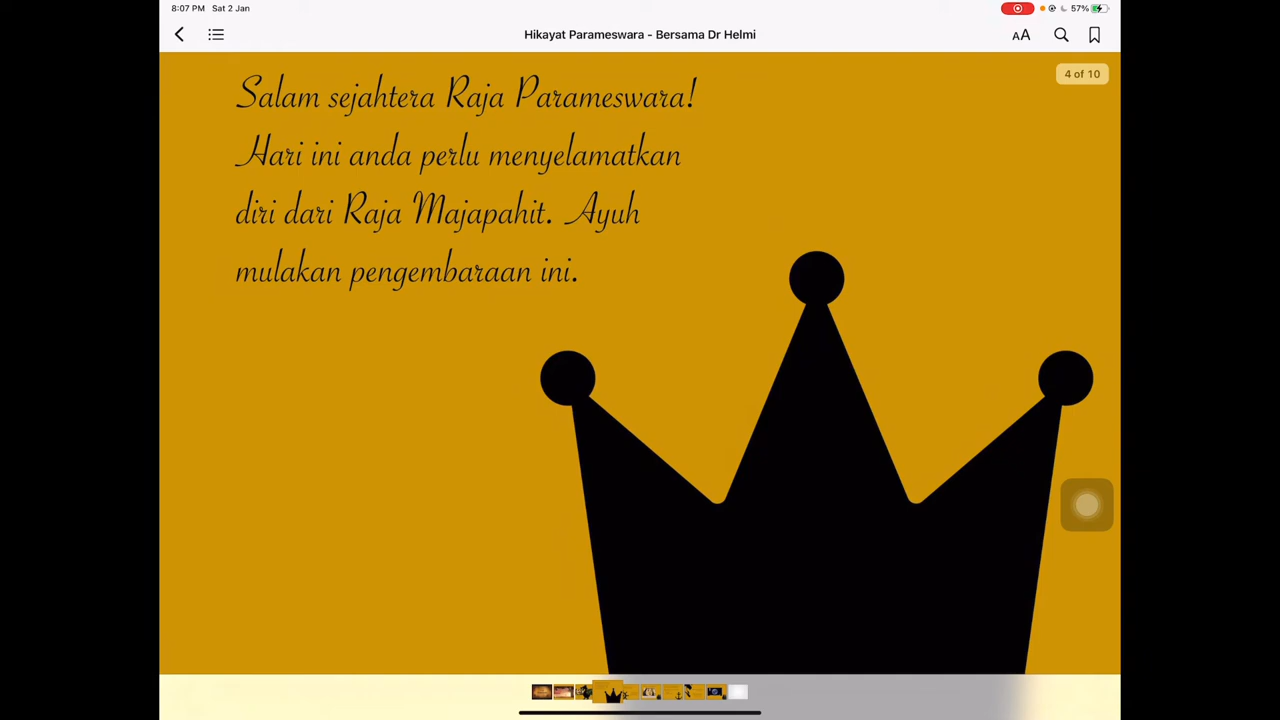 8:07 PM Sat 2 Jan
57%
Hikayat Parameswara - Bersama Dr Helmi
AA
4 of 10
Salam sejahtera Raja Parameswara!
Hari ini anda perlu menyelamatkan
diri dari Raja Majapahit. Ayuh
mulakan pengembaraan ini.